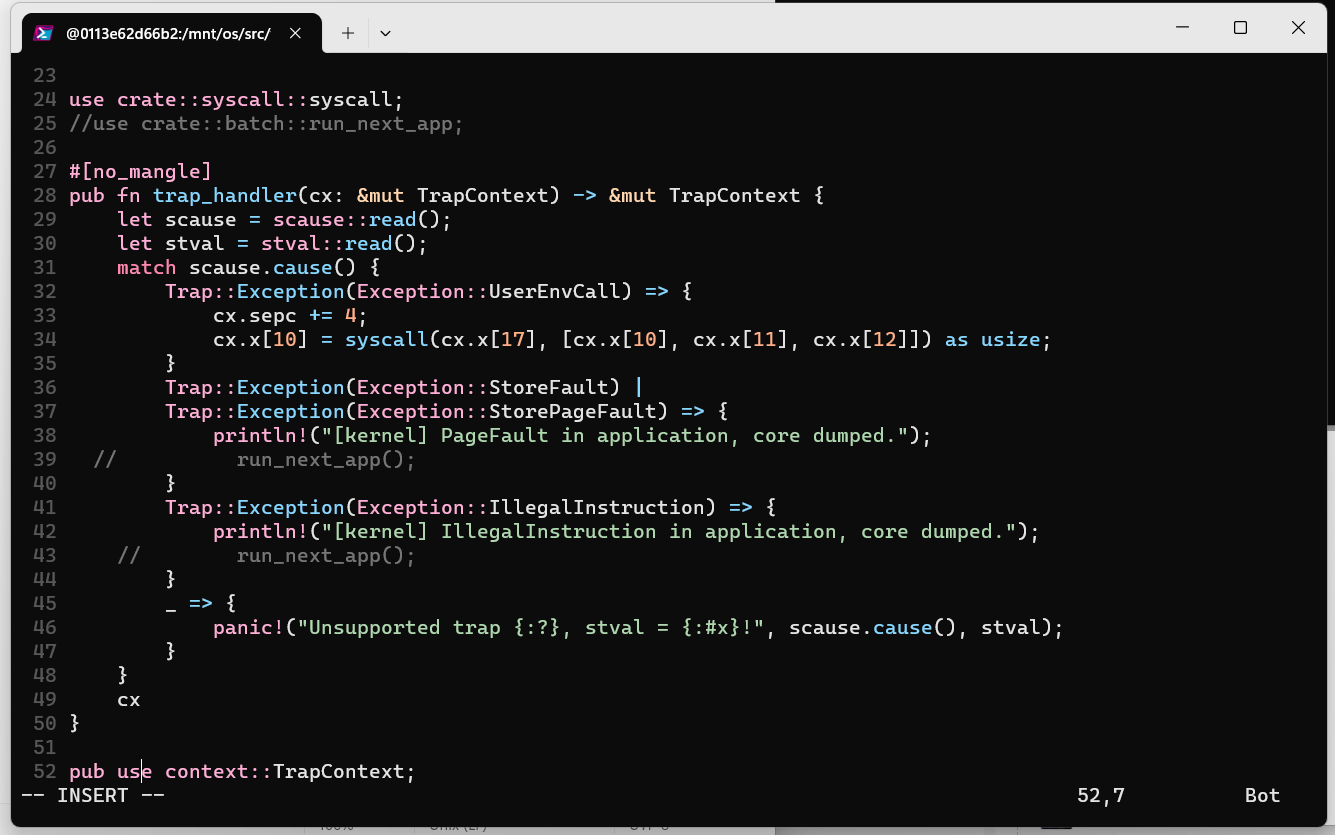 @0113e62d66b2:/mnt/os/src/
23
24 use crate::syscall::syscall;
25 //use crate::batch::run_next_app;
26
27 #[no_mangle]
28 pub fn trap_handler(cx: &mut TrapContext) -> &mut TrapContext {
29     let scause = scause::read();
30     let stval = stval::read();
31     match scause.cause() {
32         Trap::Exception(Exception::UserEnvCall) => {
33             cx.sepc += 4;
34             cx.x[10] = syscall(cx.x[17], [cx.x[10], cx.x[11], cx.x[12]]) as usize;
35         }
36         Trap::Exception(Exception::StoreFault) |
37         Trap::Exception(Exception::StorePageFault) => {
38             println!("[kernel] PageFault in application, core dumped.");
39   //          run_next_app();
40         }
41         Trap::Exception(Exception::IllegalInstruction) => {
42             println!("[kernel] IllegalInstruction in application, core dumped.");
43     //        run_next_app();
44         }
45         _ => {
46             panic!("Unsupported trap {:?}, stval = {:#x}!", scause.cause(), stval);
47         }
48     }
49     cx
50 }
51
52 pub use context::TrapContext;
-- INSERT -- 52,7 Bot